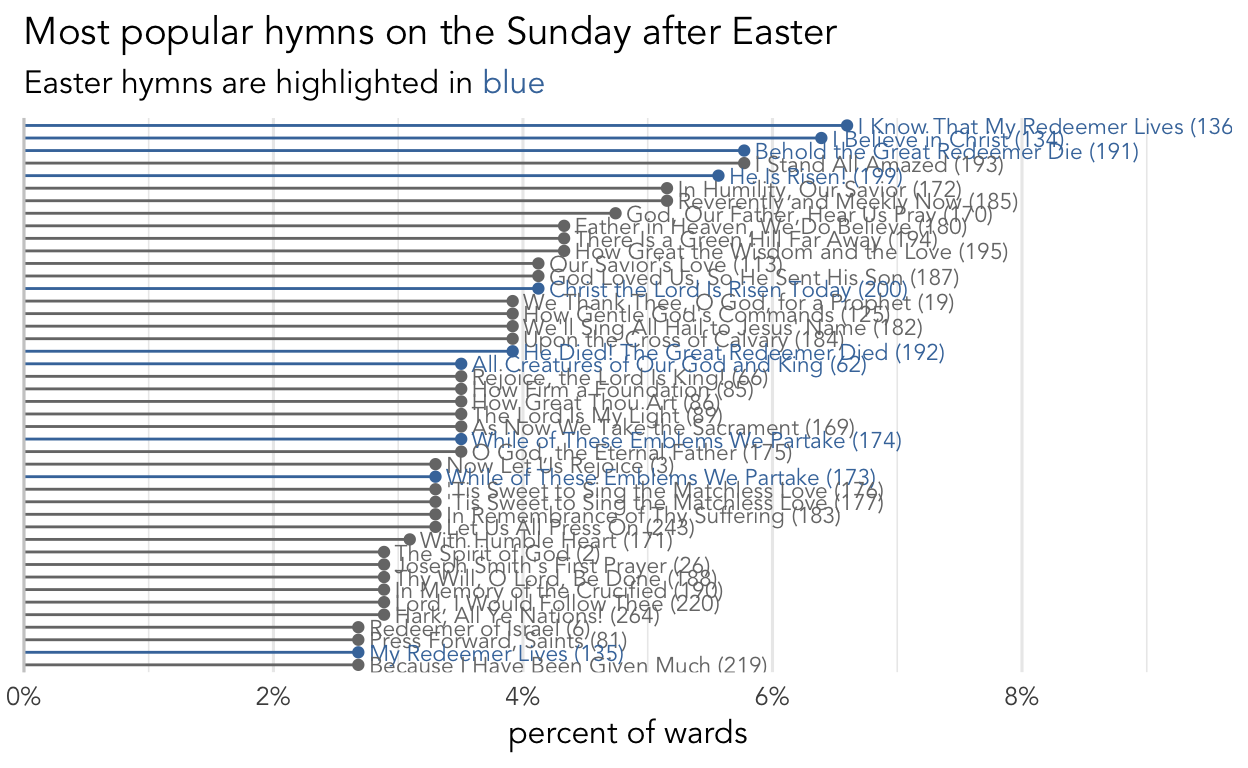 Most popular hymns on the Sunday after Easter
Easter hymns are highlighted in blue
I Know That My Redeemer Lives (136
I Believe in Christ (134)
Behold the Great Redeemer Die (191)
I Stand All Amazed (193)
He Is Risen! (199)
In Humility, Our Savior (172)
Reverently and Meekly Now (185)
God, Our Father, Hear Us Pray (170)
Father in Heaven, We Do Believe (180)
There Is a Green Hill Far Away (194)
How Great the Wisdom and the Love (195)
Our Savior's Love (113)
God Loved Us, So He Sent His Son (187)
Christ the Lord Is Risen Today (200)
We Thank Thee, O God, for a Prophet (19)
How Gentle God's Commands (125)
We'll Sing All Hail to Jesus' Name (182)
Upon the Cross of Calvary (184)
He Died! The Great Redeemer Died (192)
All Creatures of Our God and King (62)
Rejoice, the Lord Is King! (66)
How Firm a Foundation (85)
How Great Thou Art (86)
The Lord Is My Light (89)
As Now We Take the Sacrament (169)
While of These Emblems We Partake (174)
O God, the Eternal Father (175)
Now Let Us Rejoice (3)
While of These Emblems We Partake (173)
'Tis Sweet to Sing the Matchless Love (176)
'Tis Sweet to Sing the Matchless Love (177)
In Remembrance of Thy Suffering (183)
Let Us All Press On (243)
With Humble Heart (171)
The Spirit of God (2)
Joseph Smith's First Prayer (26)
Thy Will, O Lord, Be Done (188)
In Memory of the Crucified (190)
Lord, I Would Follow Thee (220)
Hark, All Ye Nations! (264)
Redeemer of Israel (6)
Press Forward, Saints (81)
My Redeemer Lives (135)
Because I Have Been Given Much (219)
0% 2% 4% 6% 8%
percent of wards